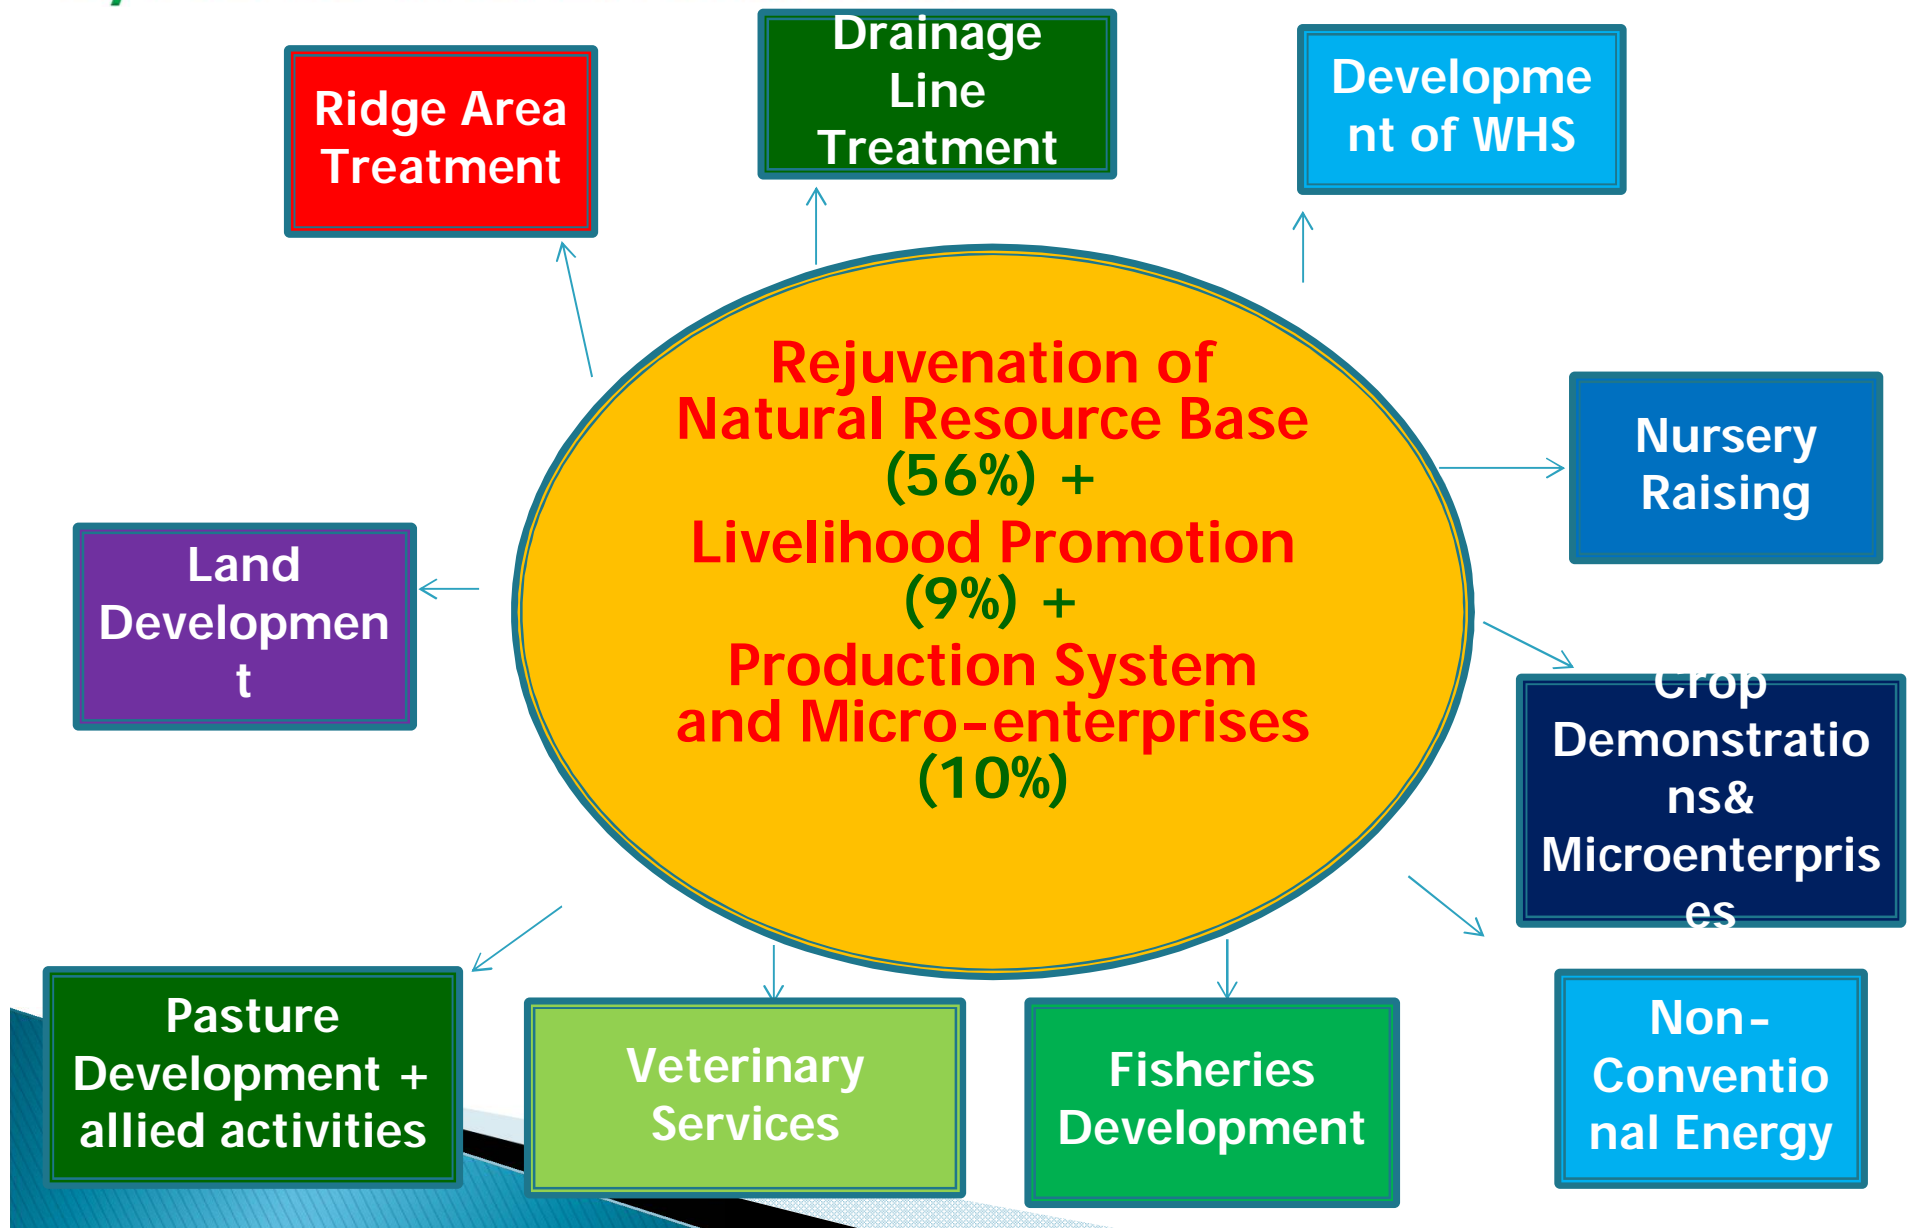 Drainage
Line
Treatment
Ridge Area
Treatment
Developme
nt of WHS
Rejuvenation of
Natural Resource Base
(56%) +
Livelihood Promotion
(9%) +
Production System
and Micro-enterprises
(10%)
Nursery
Raising
Land
Developmen
t
Crop
Demonstratio
ns&
Microenterpris
es
Pasture
Development +
allied activities
Veterinary
Services
Fisheries
Development
Non-
Conventio
nal Energy